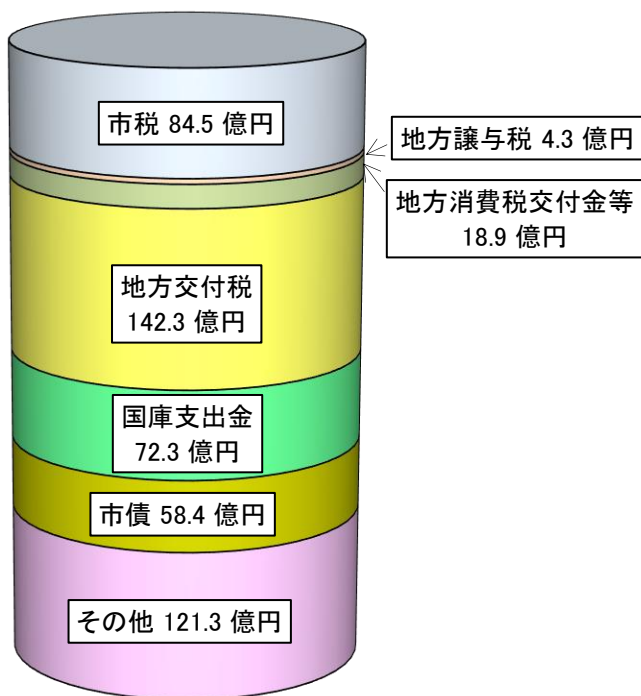 市税 84.5 億円
地方譲与税 4.3 億円
地方消費税交付金等
18.9 億円
地方交付税
142.3 億円
国庫支出金
72.3 億円
市債 58.4 億円
その他 121.3 億円